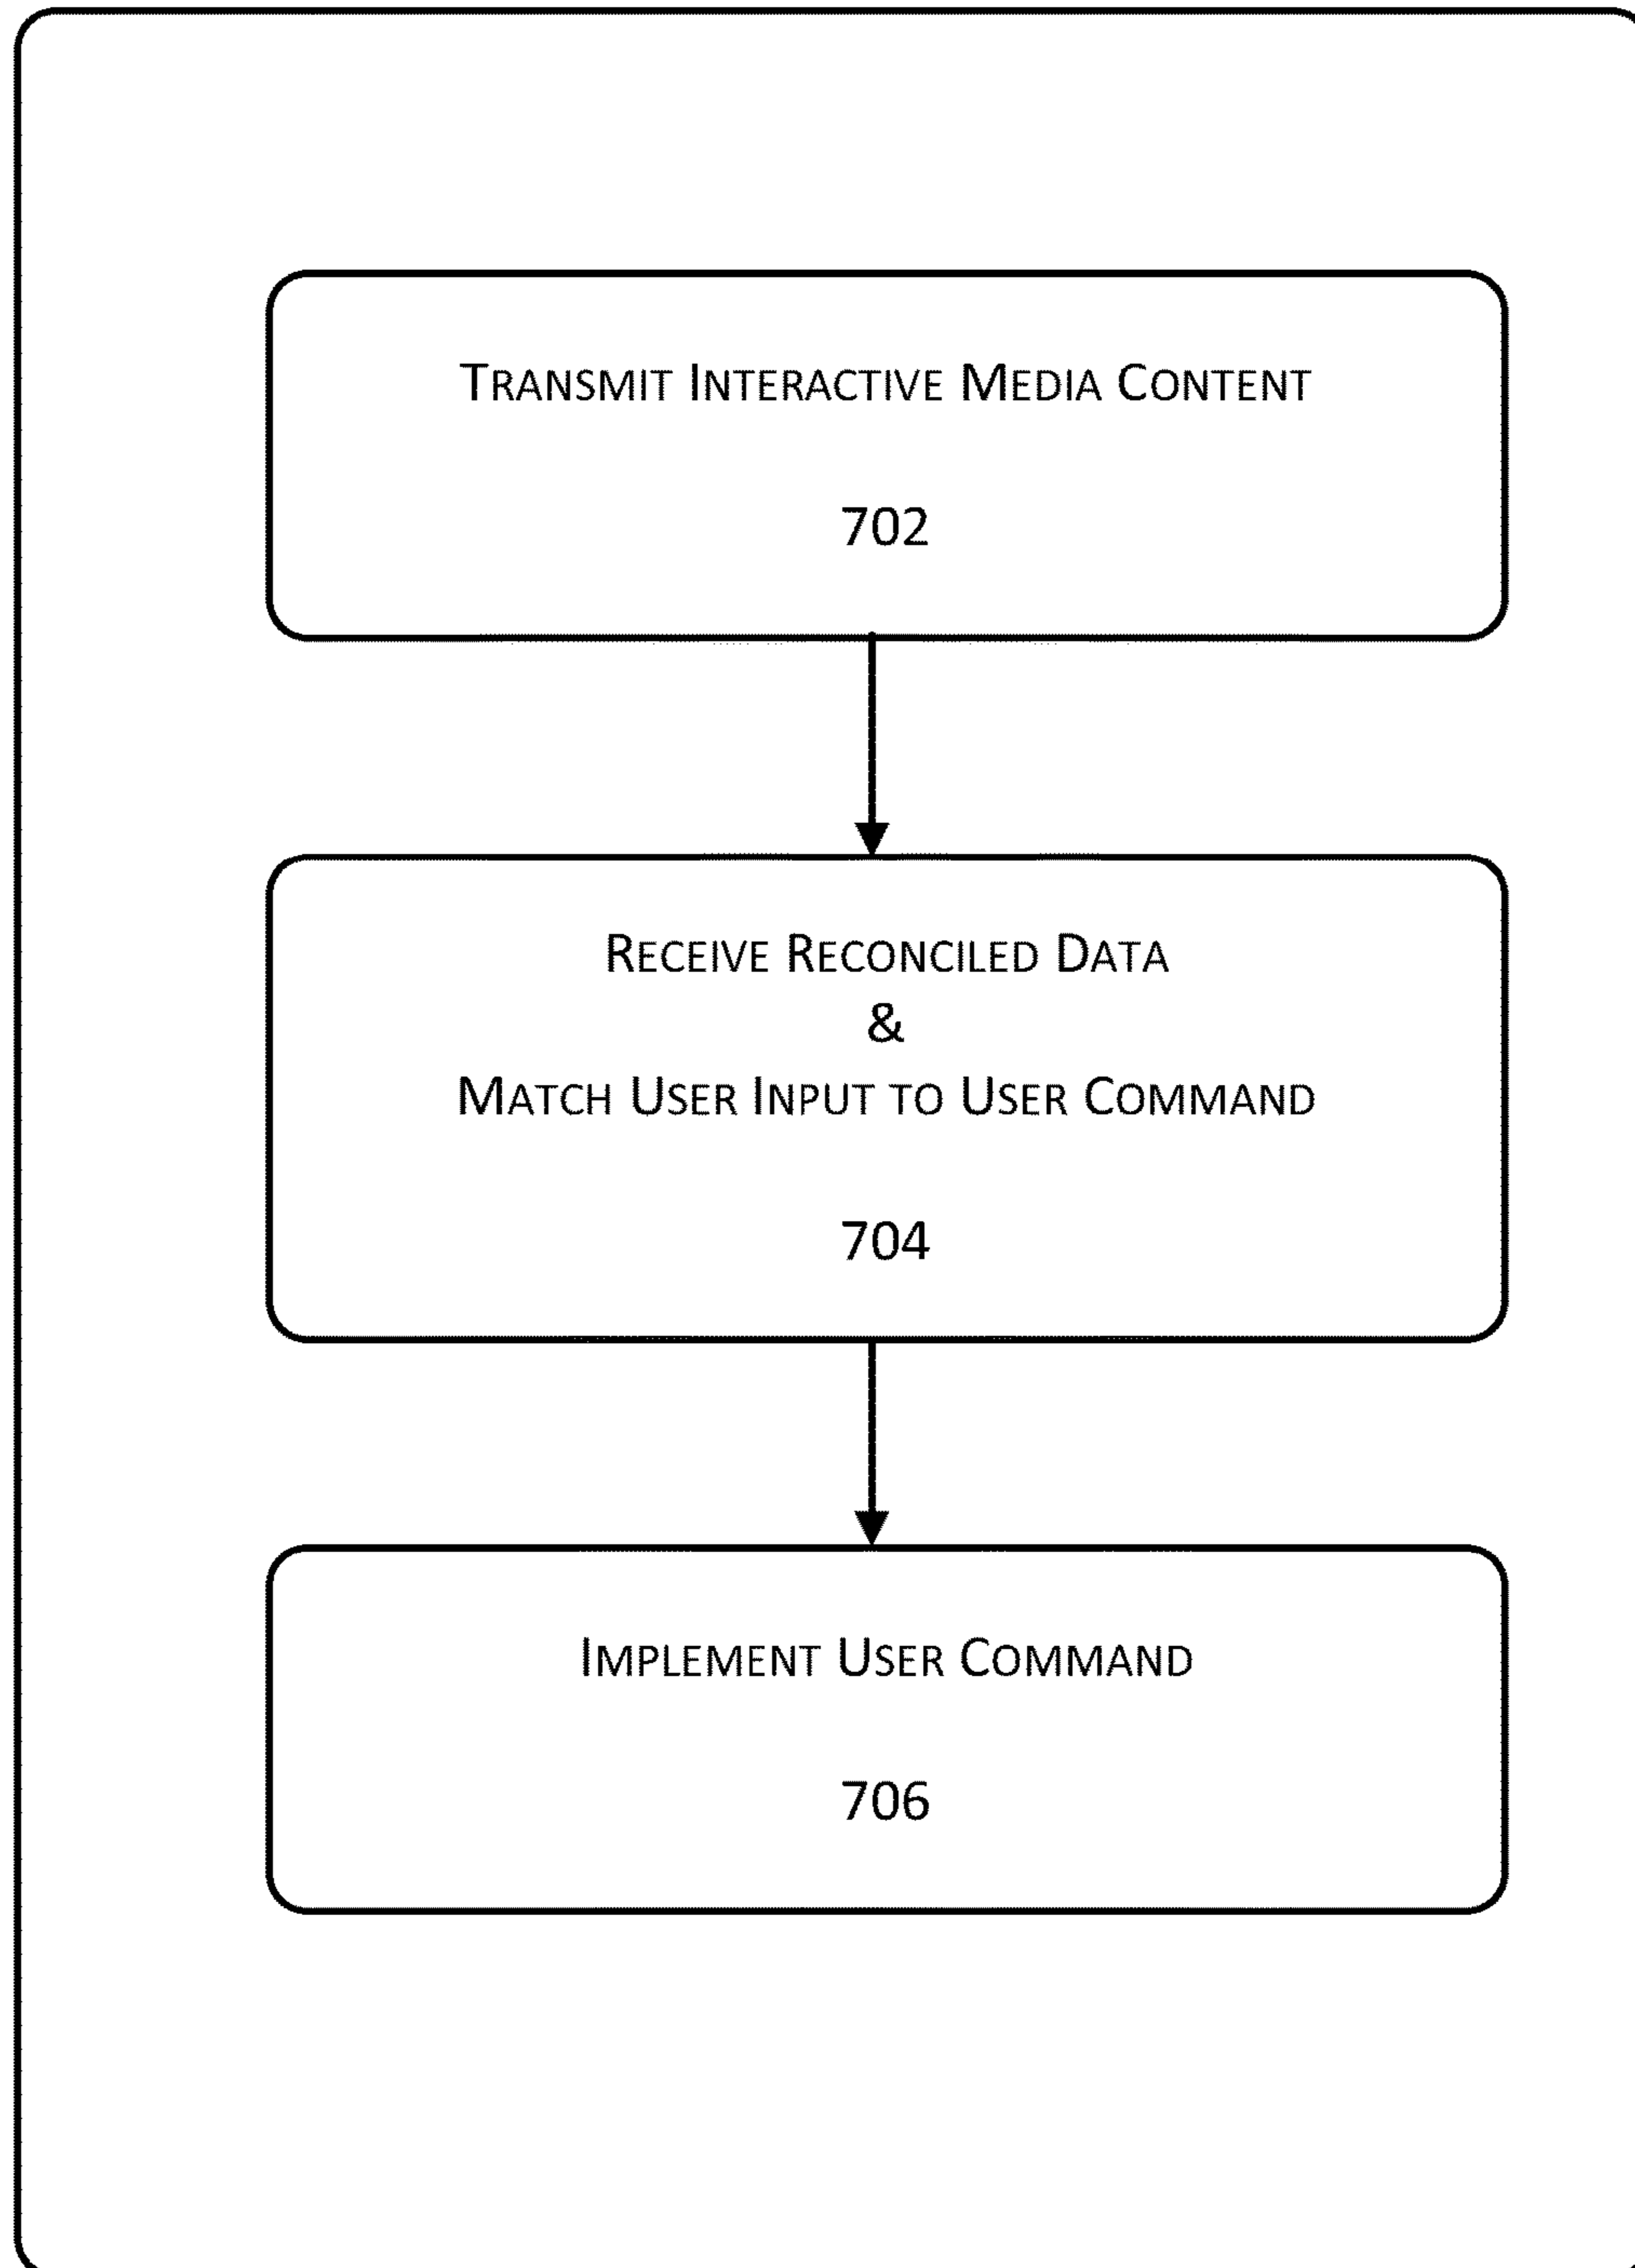 Transmit Interactive Media Content
702
Receive Reconciled Data
&
Match User Input to User Command
704
Implement User Command
706